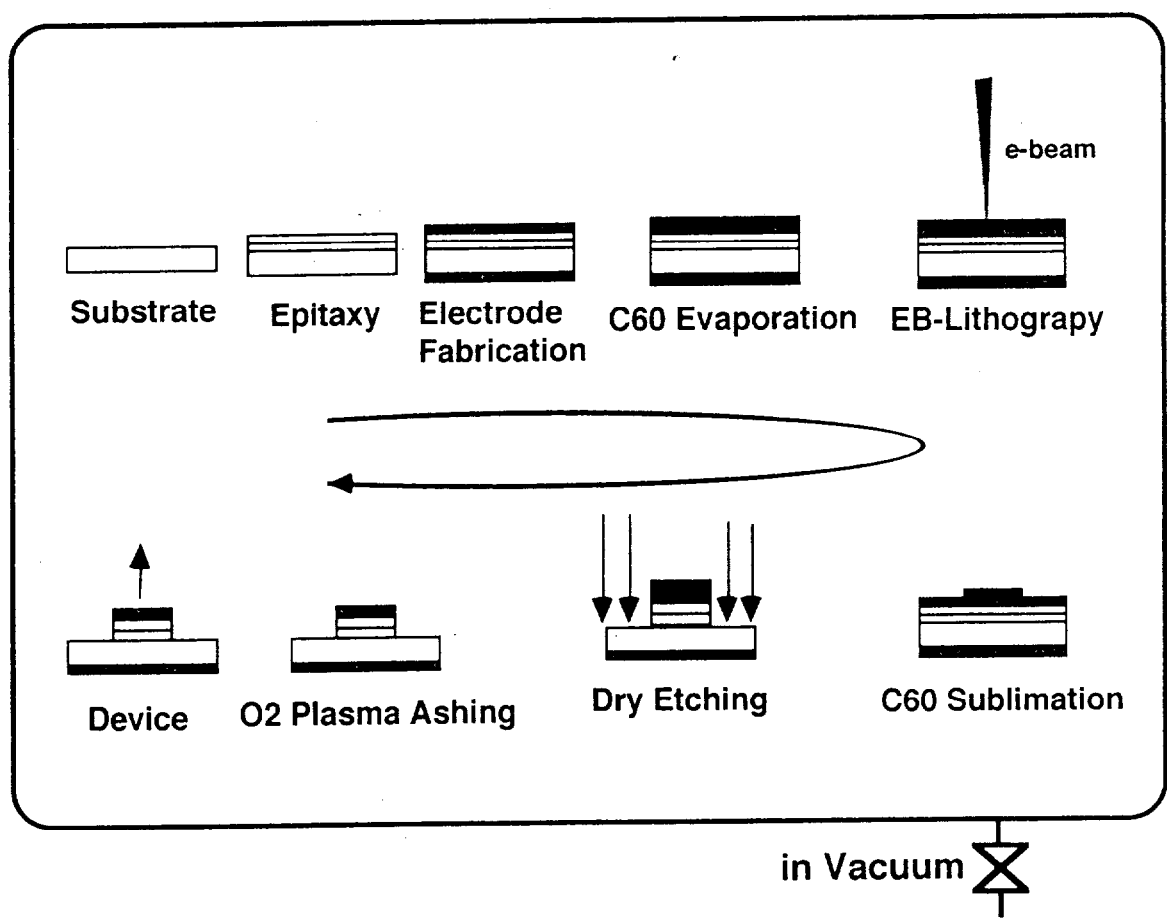 e-beam
Substrate
Epitaxy
Electrode
Fabrication
C60 Evaporation
EB-Lithograpy
Device
O2 Plasma Ashing
Dry Etching
C60 Sublimation
in Vacuum